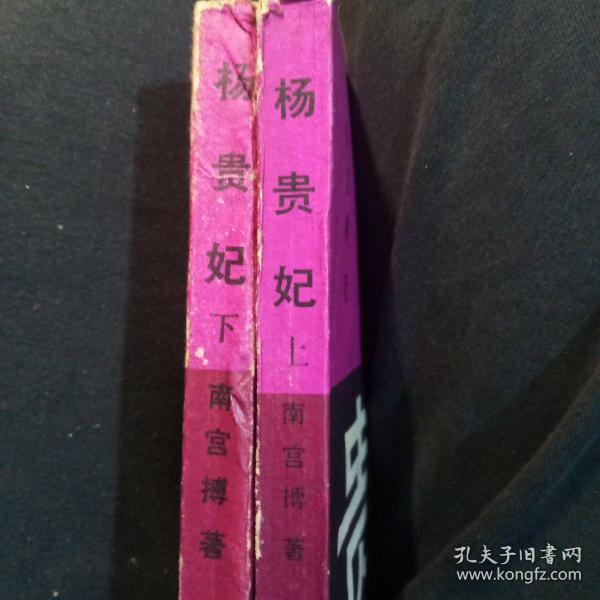 杨贵妃
下
南宫搏著
杨贵妃
上
南宫搏著
孔夫子旧书网
www.kongfz.com